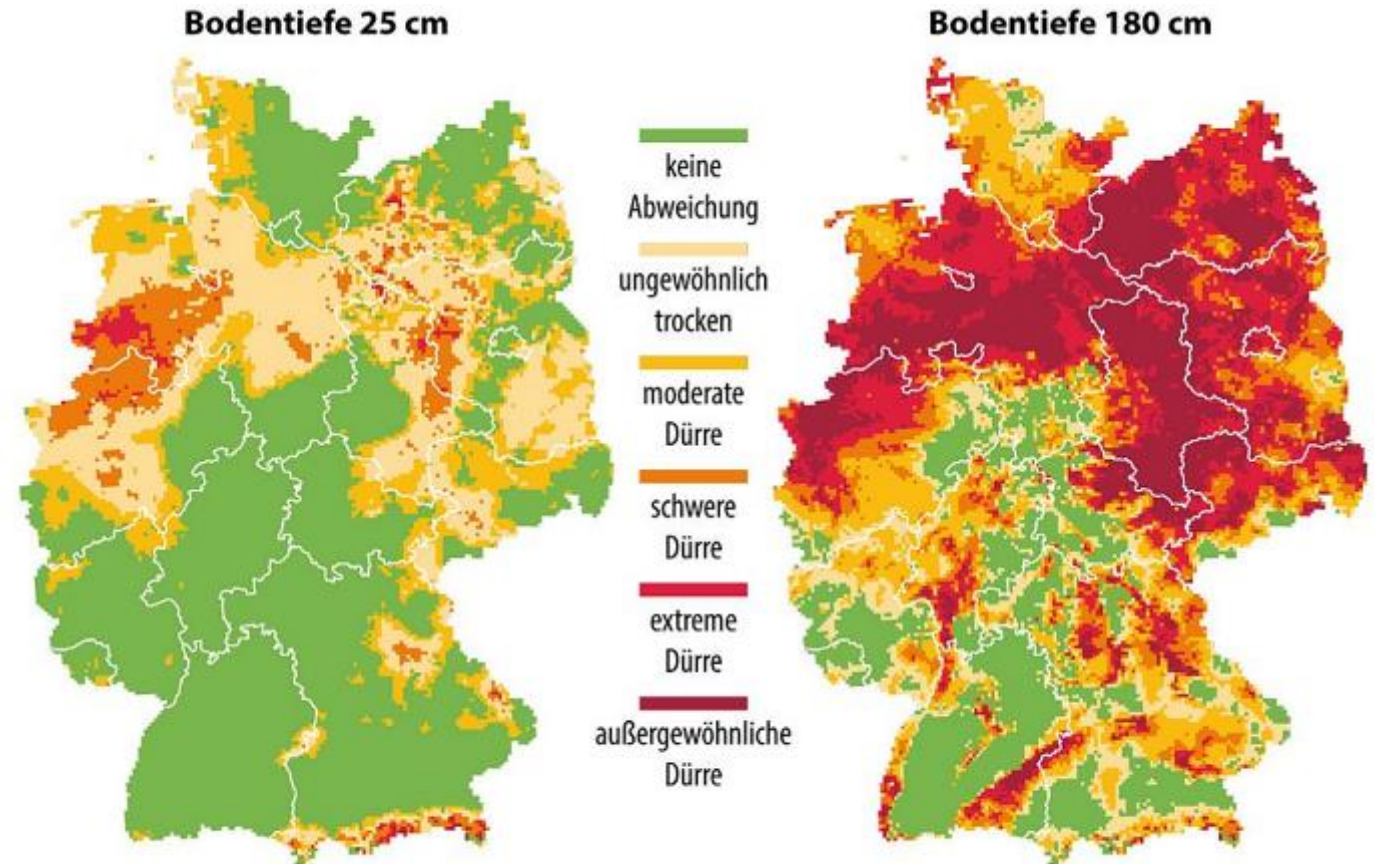 Bodentiefe 25 cm
Bodentiefe 180 cm
keine
Abweichung
ungewöhnlich
trocken
moderate
Dürre
schwere
Dürre
extreme
Dürre
außergewöhnliche
Dürre